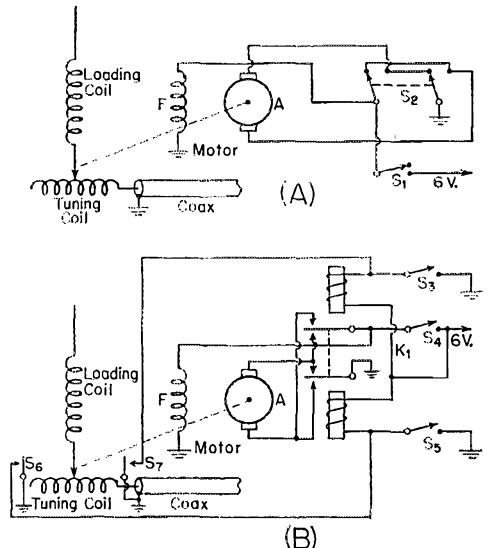 Loading
Coil
F
A
S2
Motor
S1
6V.
Tuning
Coil
Coax
(A)
S3
S4
6V.
K1
Loading
Coil
F
A
Motor
S5
S6
S7
Tuning Coil
Coax
(B)